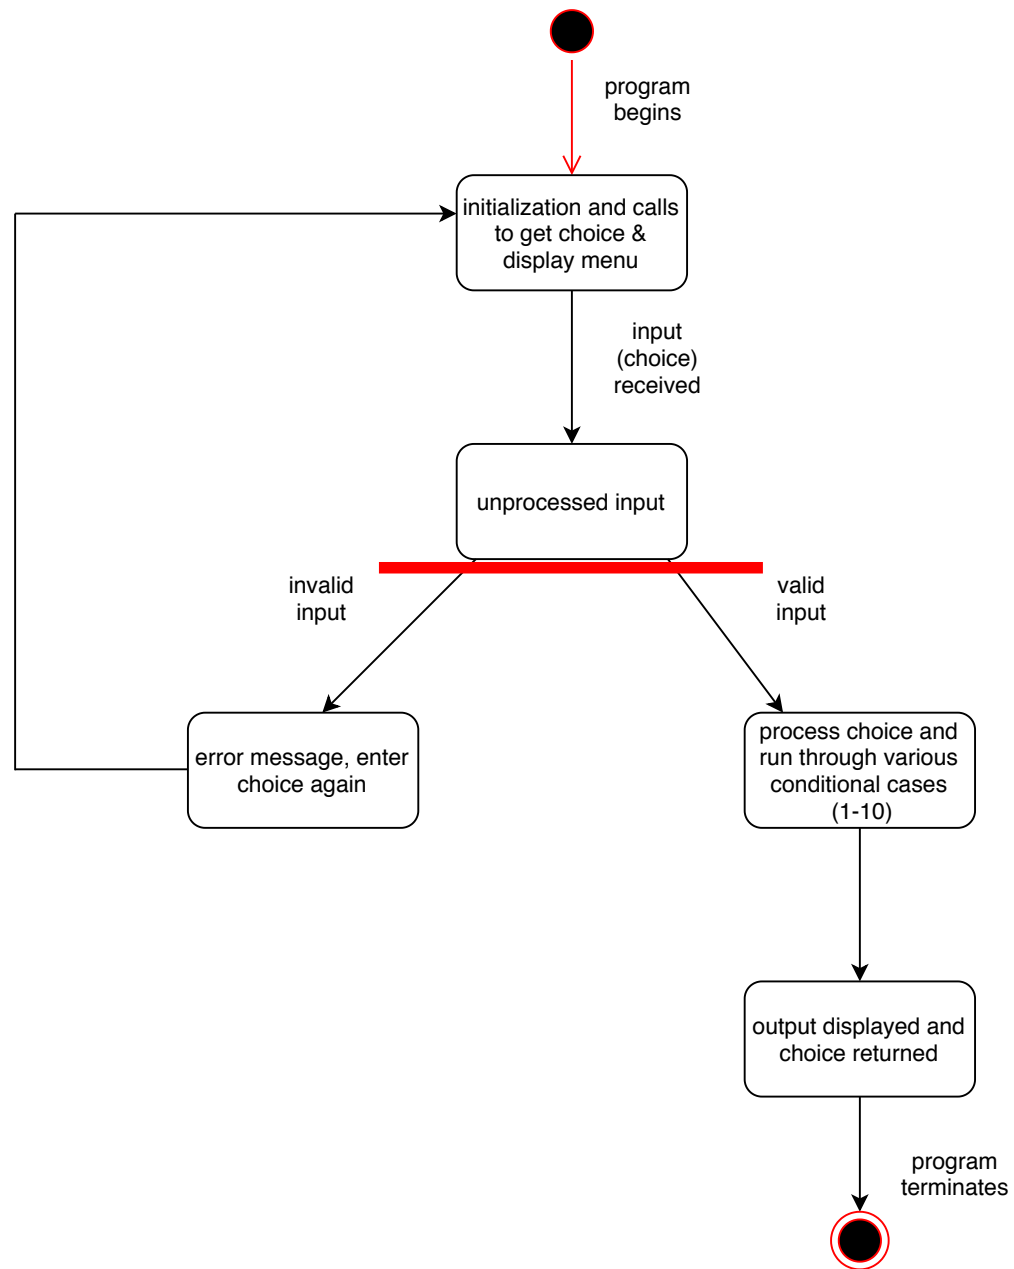 program
begins
initialization and calls
to get choice &
display menu
input
(choice)
received
unprocessed input
invalid
input
valid
input
error message, enter
choice again
process choice and
run through various
conditional cases
(1-10)
output displayed and
choice returned
program
terminates